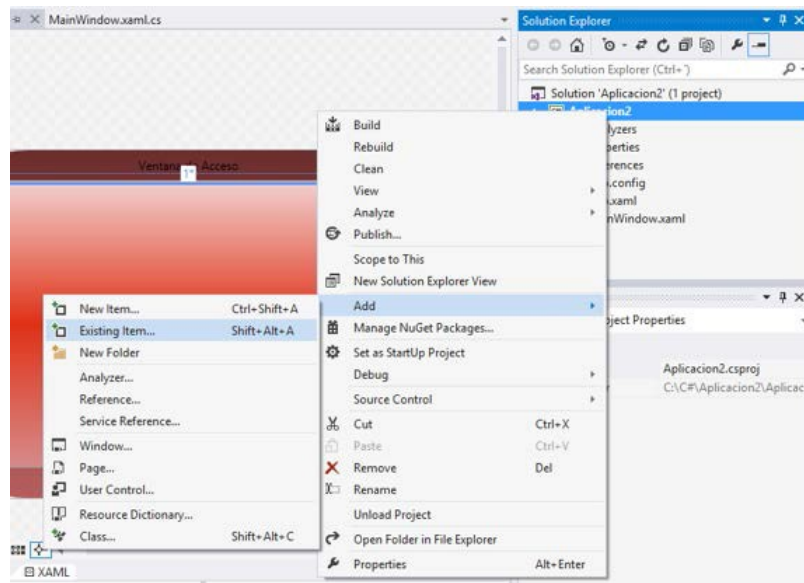 MainWindow.xaml.cs
Ventana de Acceso
1*
XAML
Solution Explorer
Search Solution Explorer (Ctrl+´)
Solution 'Aplicacion2' (1 project)
Aplicacion2
lyzers
perties
erences
.config
.xaml
nWindow.xaml
Build
Rebuild
Clean
View
Analyze
Publish...
Scope to This
New Solution Explorer View
Add
Manage NuGet Packages...
Set as StartUp Project
Debug
Source Control
Cut Ctrl+X
Paste Ctrl+V
Remove Del
Rename
Unload Project
Open Folder in File Explorer
Properties Alt+Enter
New Item... Ctrl+Shift+A
Existing Item... Shift+Alt+A
New Folder
Analyzer...
Reference...
Service Reference...
Window...
Page...
User Control...
Resource Dictionary...
Class... Shift+Alt+C
oject Properties
Aplicacion2.csproj
C:\C#\Aplicacion2\Aplicac